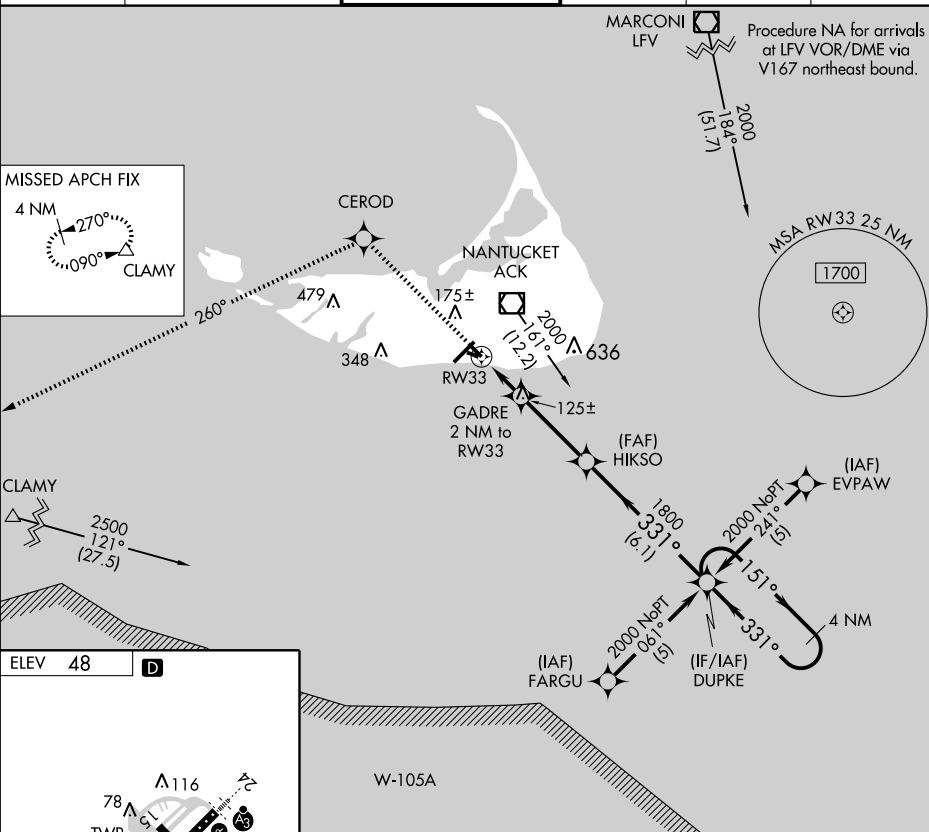 MARCONI
LFV
Procedure NA for arrivals
at LFV VOR/DME via
V167 northeast bound.
2000
184°
(51.7)
MISSED APCH FIX
4 NM
270°
090°
CLAMY
CEROD
NANTUCKET
ACK
MSA RW33 25 NM
1700
260°
479
175±
2000
161°
(12.2)
348
636
RW33
GADRE
2 NM to
RW33
125±
(FAF)
HIKSO
(IAF)
EVPAW
CLAMY
2500
121°
(27.5)
1800
331°
(6.1)
2000 NoPT
241°
(5)
151°
331°
4 NM
2000 NoPT
061°
(5)
(IAF)
FARGU
(IF/IAF)
DUPKE
ELEV 48
D
W-105A
116
78
24
15
A3
TWR